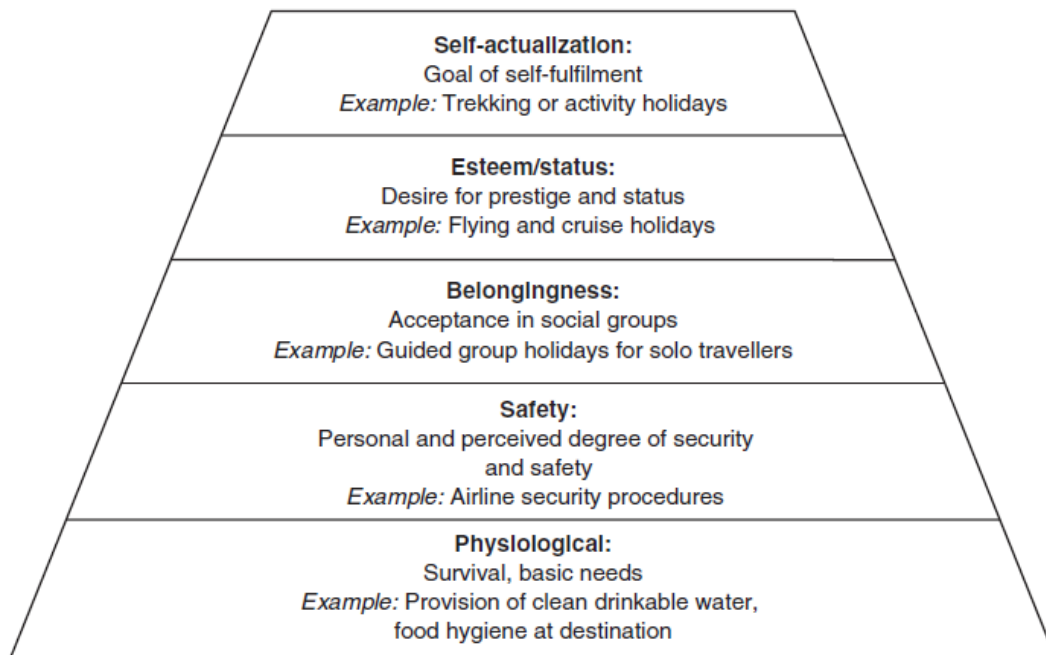 Self-actualization:
Goal of self-fulfilment
Example: Trekking or activity holidays
Esteem/status:
Desire for prestige and status
Example: Flying and cruise holidays
Belongingness:
Acceptance in social groups
Example: Guided group holidays for solo travellers
Safety:
Personal and perceived degree of security
and safety
Example: Airline security procedures
Physiological:
Survival, basic needs
Example: Provision of clean drinkable water,
food hygiene at destination